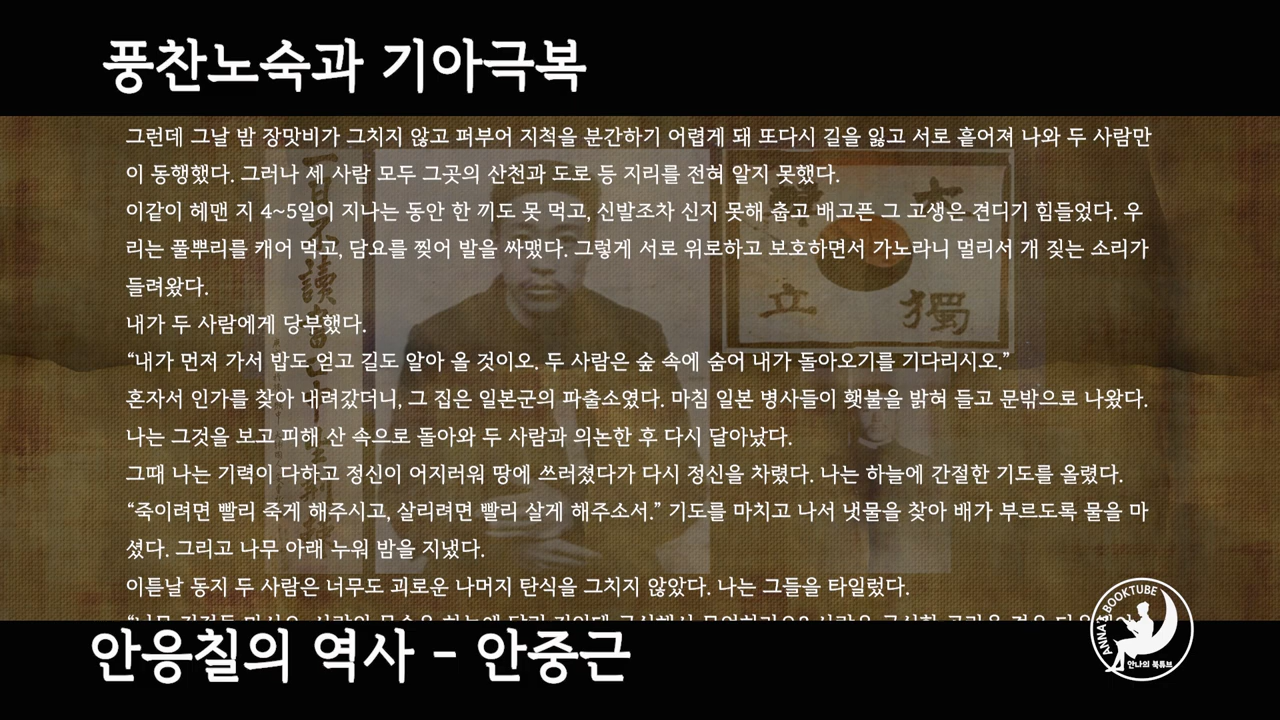 풍찬노숙과 기아극복
그런데 그날 밤 장맛비가 그치지 않고 퍼부어 지척을 분간하기 어렵게 돼 또다시 길을 잃고 서로 흩어져 나와 두 사람만
이 동행했다. 그러나 세 사람 모두 그곳의 산천과 도로 등 지리를 전혀 알지 못했다.
이같이 헤맨 지 4~5일이 지나는 동안 한 끼도 못 먹고, 신발조차 신지 못해 춥고 배고픈 그 고생은 견디기 힘들었다. 우
리는 풀뿌리를 캐어 먹고, 담요를 찢어 발을 싸맸다. 그렇게 서로 위로하고 보호하면서 가노라니 멀리서 개 짖는 소리가
들려왔다.
내가 두 사람에게 당부했다.
“내가 먼저 가서 밥도 얻고 길도 알아 올 것이오. 두 사람은 숲 속에 숨어 내가 돌아오기를 기다리시오.”
혼자서 인가를 찾아 내려갔더니, 그 집은 일본군의 파출소였다. 마침 일본 병사들이 횃불을 밝혀 들고 문밖으로 나왔다.
나는 그것을 보고 피해 산 속으로 돌아와 두 사람과 의논한 후 다시 달아났다.
그때 나는 기력이 다하고 정신이 어지러워 땅에 쓰러졌다가 다시 정신을 차렸다. 나는 하늘에 간절한 기도를 올렸다.
“죽이려면 빨리 죽게 해주시고, 살리려면 빨리 살게 해주소서.” 기도를 마치고 나서 냇물을 찾아 배가 부르도록 물을 마
셨다. 그리고 나무 아래 누워 밤을 지냈다.
이튿날 동지 두 사람은 너무도 괴로운 나머지 탄식을 그치지 않았다. 나는 그들을 타일렀다.
안응칠의 역사 - 안중근
ANNA'S BOOKTUBE
안나의 북튜브
讀書
大
立
獨